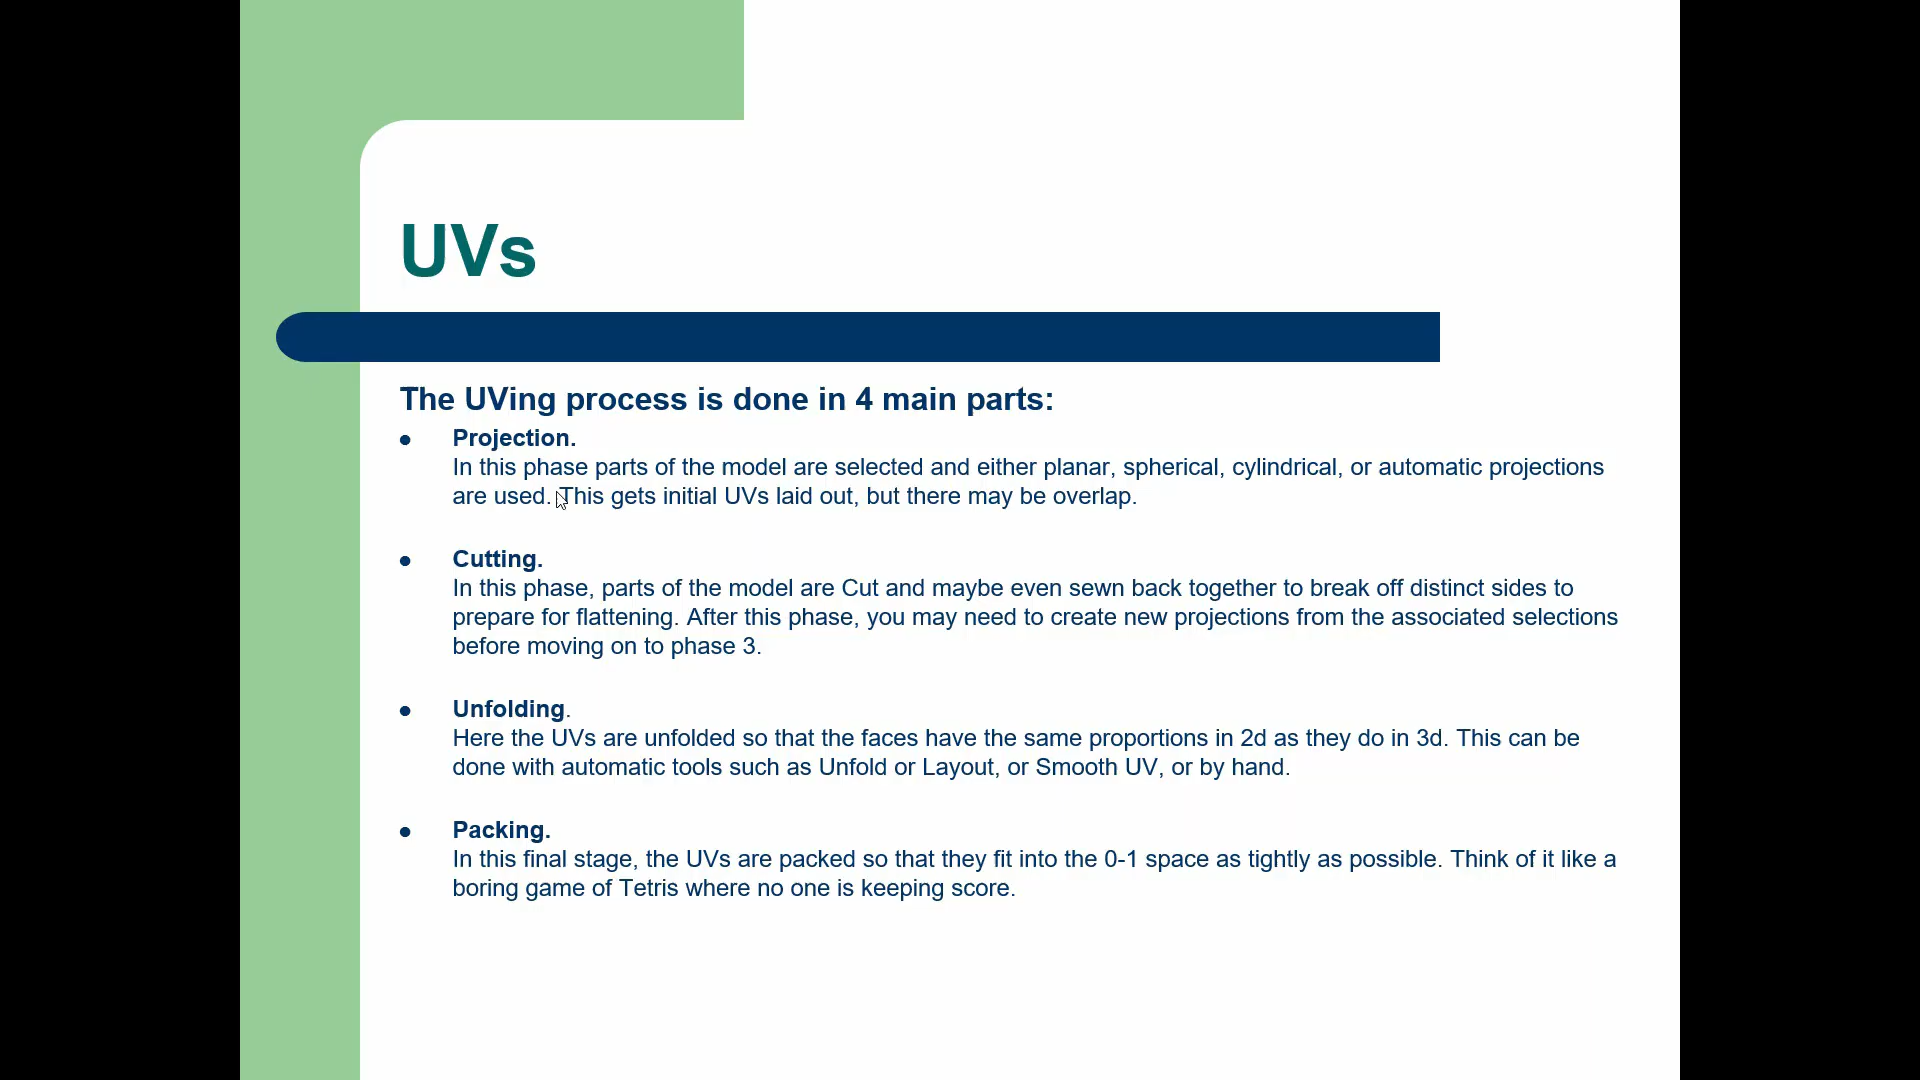 UVs
The UVing process is done in 4 main parts:
● Projection.
In this phase parts of the model are selected and either planar, spherical, cylindrical, or automatic projections
are used. This gets initial UVs laid out, but there may be overlap.
● Cutting.
In this phase, parts of the model are Cut and maybe even sewn back together to break off distinct sides to
prepare for flattening. After this phase, you may need to create new projections from the associated selections
before moving on to phase 3.
● Unfolding.
Here the UVs are unfolded so that the faces have the same proportions in 2d as they do in 3d. This can be
done with automatic tools such as Unfold or Layout, or Smooth UV, or by hand.
● Packing.
In this final stage, the UVs are packed so that they fit into the 0-1 space as tightly as possible. Think of it like a
boring game of Tetris where no one is keeping score.